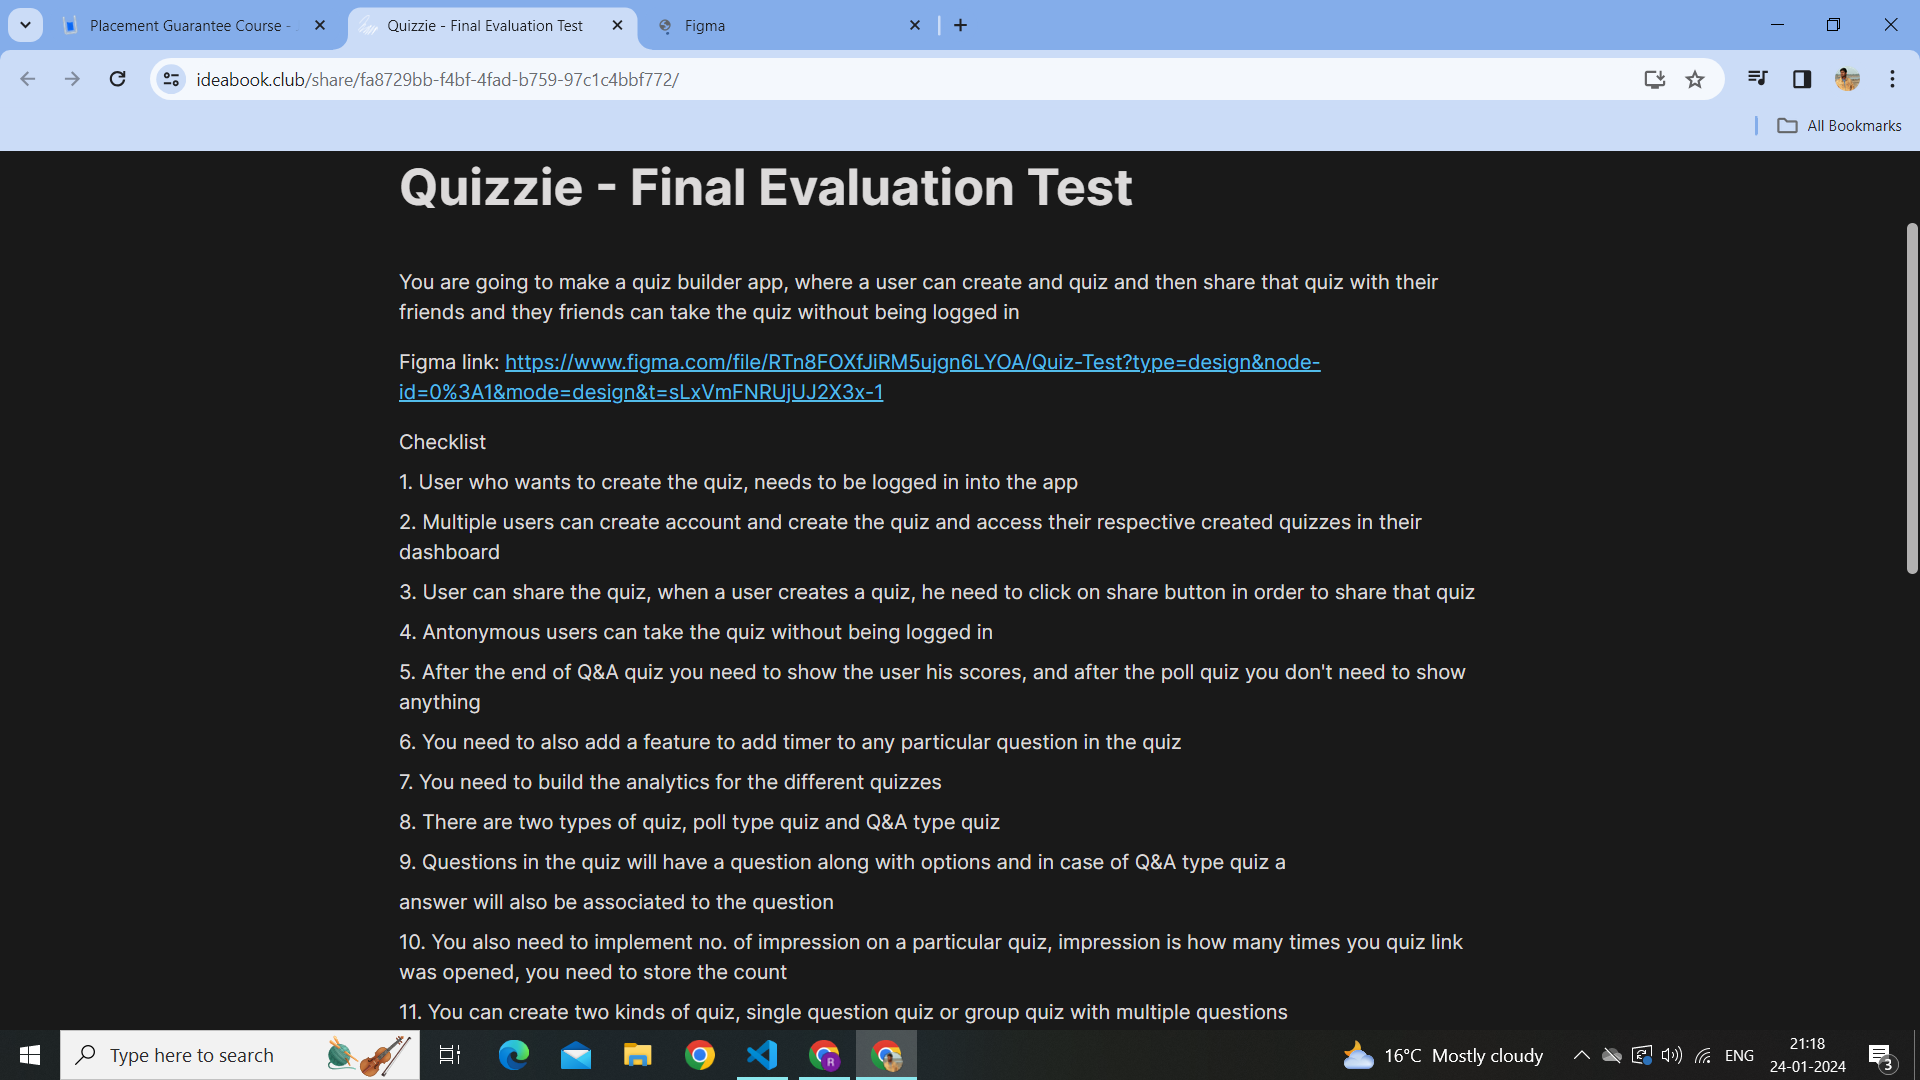 Placement Guarantee Course -
Quizzie - Final Evaluation Test
Figma
ideabook.club/share/fa8729bb-f4bf-4fad-b759-97c1c4bbf772/
All Bookmarks
Quizzie - Final Evaluation Test
You are going to make a quiz builder app, where a user can create and quiz and then share that quiz with their
friends and they friends can take the quiz without being logged in
Figma link: https://www.figma.com/file/RTn8FOXfJiRM5ujgn6LYOA/Quiz-Test?type=design&node-
id=0%3A1&mode=design&t=sLxVmFNRUjUJ2X3x-1
Checklist
1. User who wants to create the quiz, needs to be logged in into the app
2. Multiple users can create account and create the quiz and access their respective created quizzes in their
dashboard
3. User can share the quiz, when a user creates a quiz, he need to click on share button in order to share that quiz
4. Antonymous users can take the quiz without being logged in
5. After the end of Q&A quiz you need to show the user his scores, and after the poll quiz you don't need to show
anything
6. You need to also add a feature to add timer to any particular question in the quiz
7. You need to build the analytics for the different quizzes
8. There are two types of quiz, poll type quiz and Q&A type quiz
9. Questions in the quiz will have a question along with options and in case of Q&A type quiz a
answer will also be associated to the question
10. You also need to implement no. of impression on a particular quiz, impression is how many times you quiz link
was opened, you need to store the count
11. You can create two kinds of quiz, single question quiz or group quiz with multiple questions
Type here to search
R
16°C Mostly cloudy
ENG
21:18
24-01-2024
3